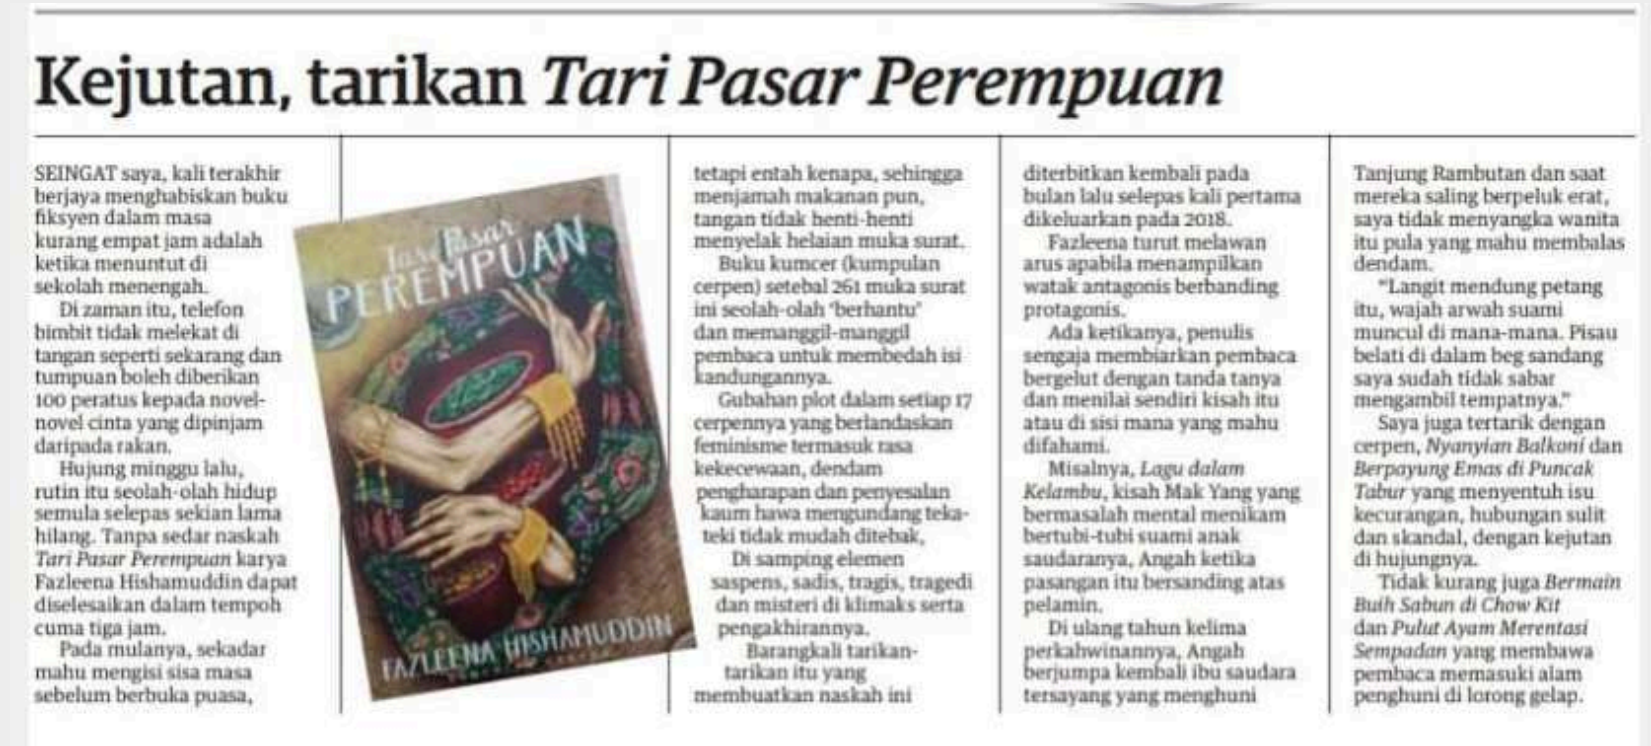 Kejutan, tarikan Tari Pasar Perempuan
SEINGAT saya, kali terakhir
berjaya menghabiskan buku
fiksyen dalam masa
kurang empat jam adalah
ketika menuntut di
sekolah menengah.
Di zaman itu, telefon
bimbit tidak melekat di
tangan seperti sekarang dan
tumpuan boleh diberikan
100 peratus kepada novel-
novel cinta yang dipinjam
daripada rakan.
Hujung minggu lalu,
rutin itu seolah-olah hidup
semula selepas sekian lama
hilang. Tanpa sedar naskah
Tari Pasar Perempuan karya
Fazleena Hishamuddin dapat
diselesaikan dalam tempoh
cuma tiga jam.
Pada mulanya, sekadar
mahu mengisi sisa masa
sebelum berbuka puasa,
Tari Pasar
PEREMPUAN
FAZLEENA HISHAMUDDIN
tetapi entah kenapa, sehingga
menjamah makanan pun,
tangan tidak henti-henti
menyelak helaian muka surat.
Buku kumcer (kumpulan
cerpen) setebal 261 muka surat
ini seolah-olah 'berhantu'
dan memanggil-manggil
pembaca untuk membedah isi
kandungannya.
Gubahan plot dalam setiap 17
cerpennya yang berlandaskan
feminisme termasuk rasa
kekecewaan, dendam
pengharapan dan penyesalan
kaum hawa mengundang teka-
teki tidak mudah ditebak,
Di samping elemen
saspens, sadis, tragis, tragedi
dan misteri di klimaks serta
pengakhirannya.
Barangkali tarikan-
tarikan itu yang
membuatkan naskah ini
diterbitkan kembali pada
bulan lalu selepas kali pertama
dikeluarkan pada 2018.
Fazleena turut melawan
arus apabila menampilkan
watak antagonis berbanding
protagonis.
Ada ketikanya, penulis
sengaja membiarkan pembaca
bergelut dengan tanda tanya
dan menilai sendiri kisah itu
atau di sisi mana yang mahu
difahami.
Misalnya, Lagu dalam
Kelambu, kisah Mak Yang yang
bermasalah mental menikam
bertubi-tubi suami anak
saudaranya, Angah ketika
pasangan itu bersanding atas
pelamin.
Di ulang tahun kelima
perkahwinannya, Angah
berjumpa kembali ibu saudara
tersayang yang menghuni
Tanjung Rambutan dan saat
mereka saling berpeluk erat,
saya tidak menyangka wanita
itu pula yang mahu membalas
dendam.
"Langit mendung petang
itu, wajah arwah suami
muncul di mana-mana. Pisau
belati di dalam beg sandang
saya sudah tidak sabar
mengambil tempatnya."
Saya juga tertarik dengan
cerpen, Nyanyian Balkoni dan
Berpayung Emas di Puncak
Tabur yang menyentuh isu
kecurangan, hubungan sulit
dan skandal, dengan kejutan
di hujungnya.
Tidak kurang juga Bermain
Buih Sabun di Chow Kit
dan Pulut Ayam Merentasi
Sempadan yang membawa
pembaca memasuki alam
penghuni di lorong gelap.